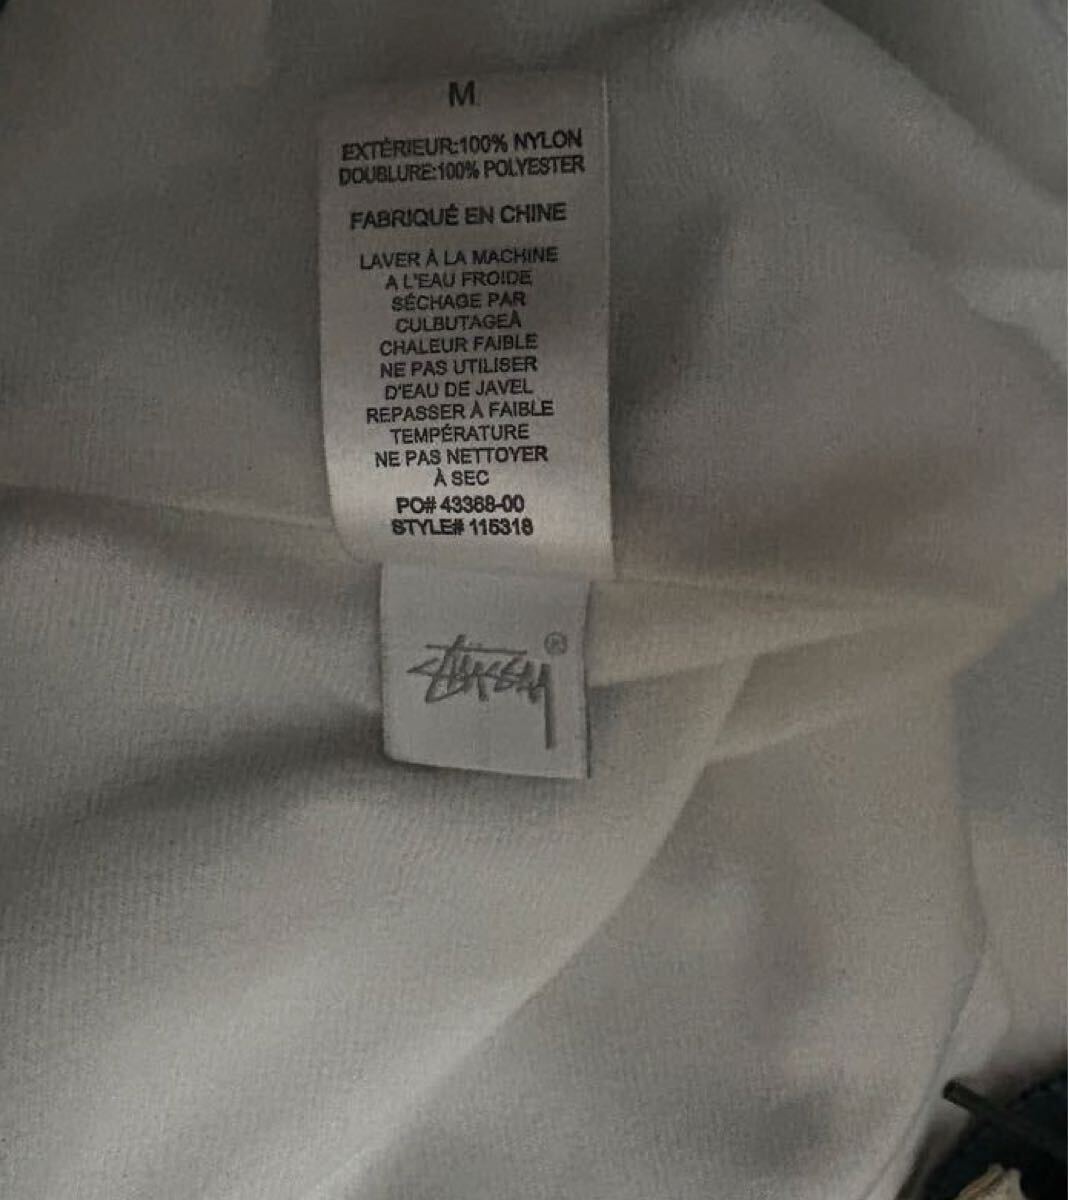 M
EXTÉRIEUR:100% NYLON
DOUBLURE:100% POLYESTER
FABRIQUÉ EN CHINE
LAVER À LA MACHINE
A L'EAU FROIDE
SÉCHAGE PAR
CULBUTAGEÀ
CHALEUR FAIBLE
NE PAS UTILISER
D'EAU DE JAVEL
REPASSER À FAIBLE
TEMPÉRATURE
NE PAS NETTOYER
À SEC
PO# 43368-00
STYLE# 115318
STÜSSY®